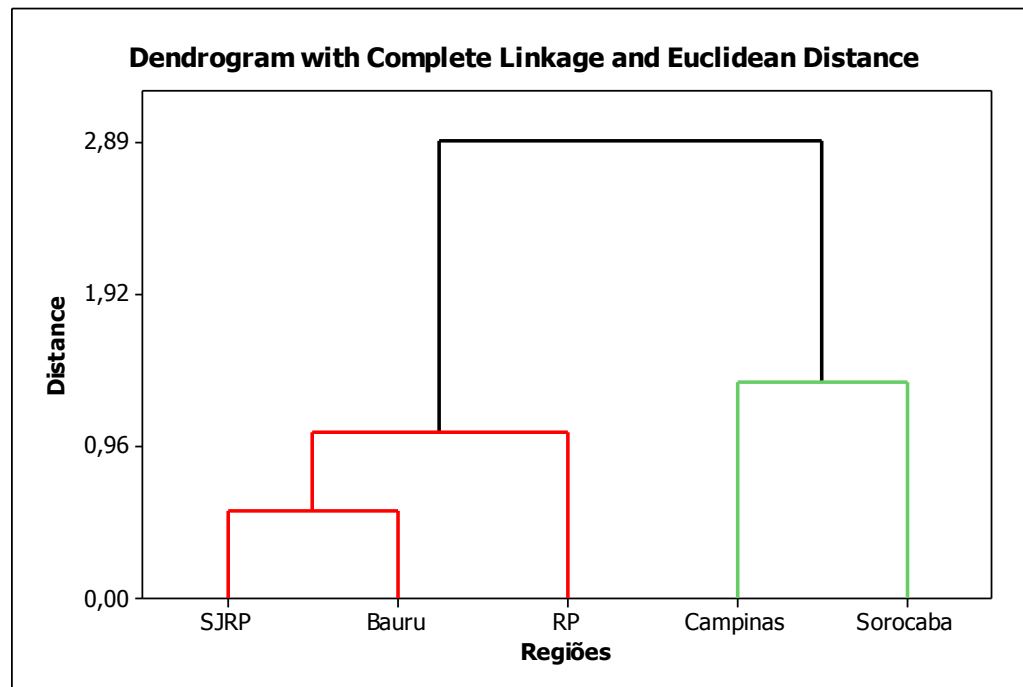 Dendrogram with Complete Linkage and Euclidean Distance
2,89
1,92
0,96
0,00
Distance
SJRP Bauru RP Campinas Sorocaba
Regiões